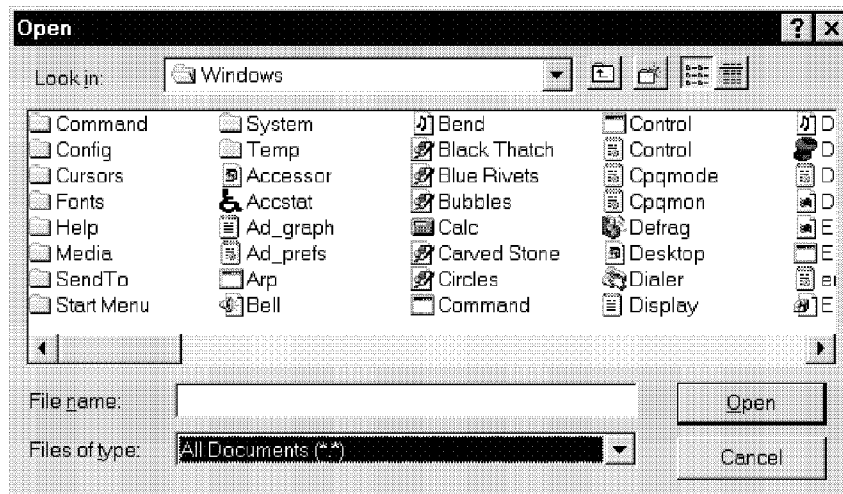 Open
Look in: Windows
Command System Bend Control D
Config Temp Black Thatch Control D
Cursors Accessor Blue Rivets Cpqmode D
Fonts Accstat Bubbles Cpqmon D
Help Ad_graph Calc Defrag E
Media Ad_prefs Carved Stone Desktop E
SendTo Arp Circles Dialer er
Start Menu Bell Command Display E
File name: Open
Files of type: All Documents (*.*) Cancel